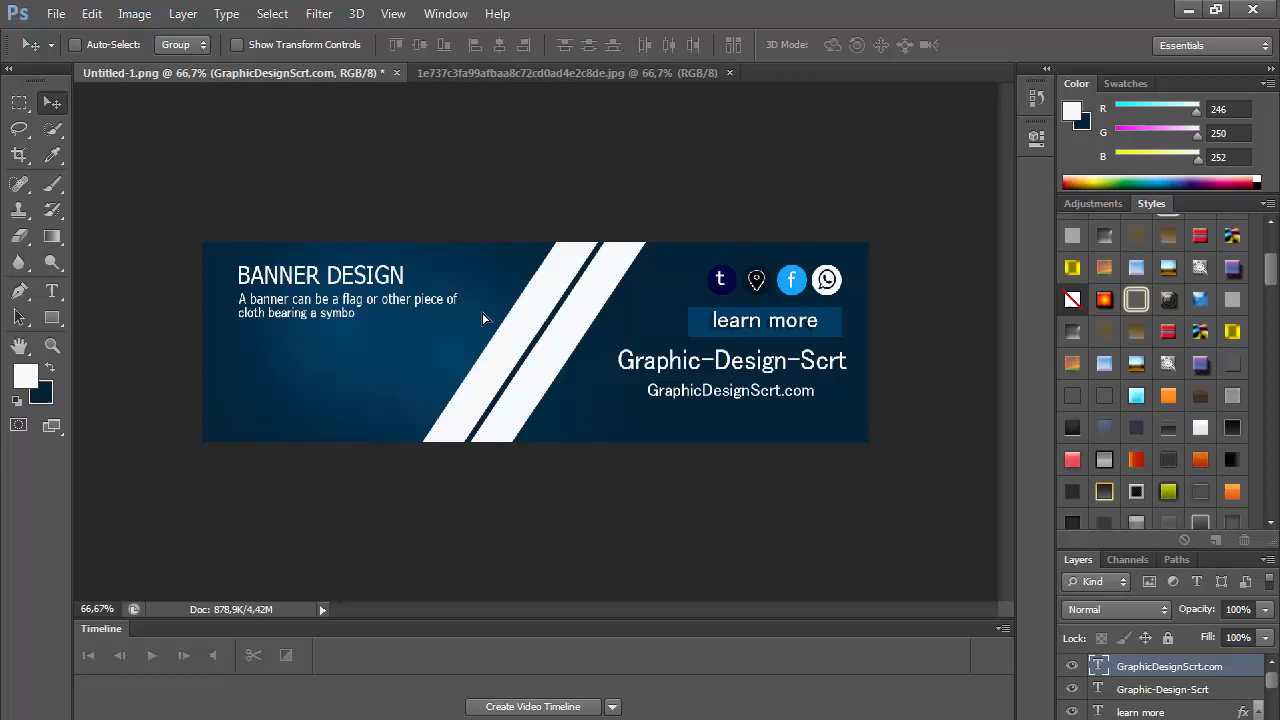 Ps File Edit Image Layer Type Select Filter 3D View Window Help
Auto-Select: Group Show Transform Controls 3D Mode: Essentials
Untitled-1.png @ 66,7% (GraphicDesignScrt.com, RGB/8) * × 1e737c3fa99afbaa8c72cd0ad4e2c8de.jpg @ 66,7% (RGB/8) ×
Color Swatches
R 246
G 250
B 252
Adjustments Styles
BANNER DESIGN
A banner can be a flag or other piece of
cloth bearing a symbo
t f
learn more
Graphic-Design-Scrt
GraphicDesignScrt.com
Layers Channels Paths
Kind
Normal Opacity: 100%
Lock: Fill: 100%
GraphicDesignScrt.com
Graphic-Design-Scrt
learn more fx
66,67% Doc: 878,9K/4,42M
Timeline
Create Video Timeline